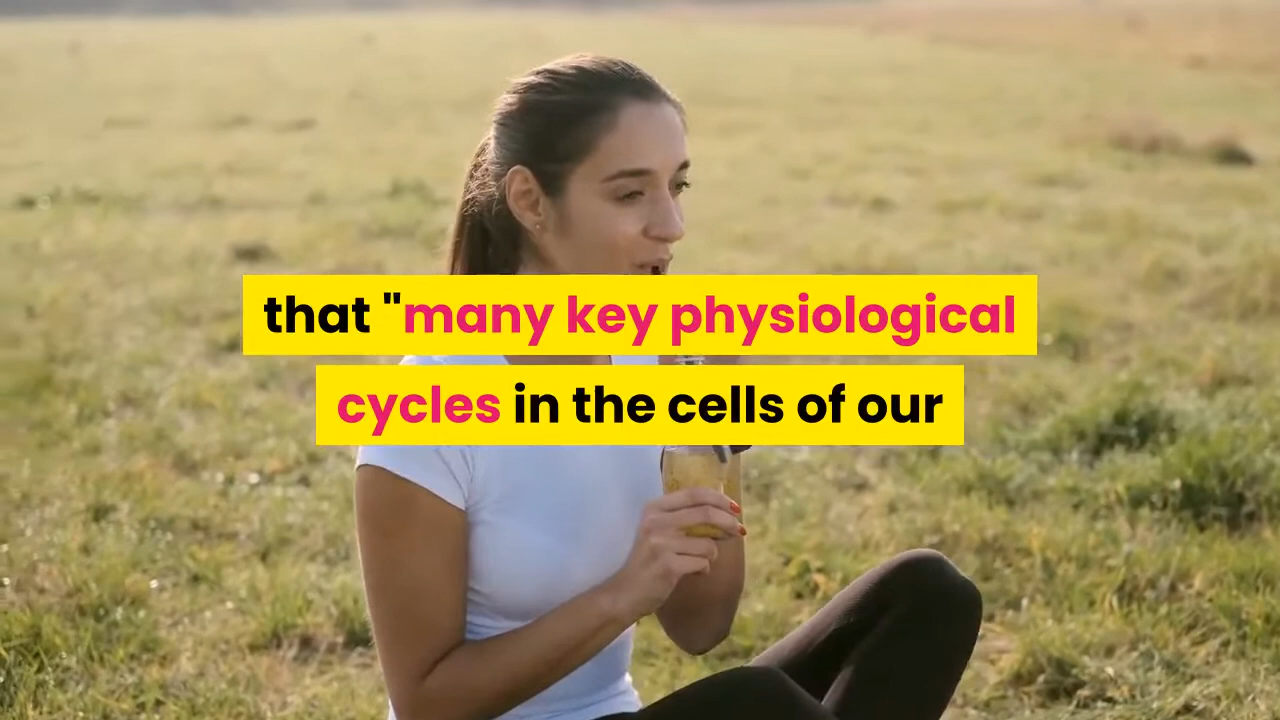 that "many key physiological
cycles in the cells of our